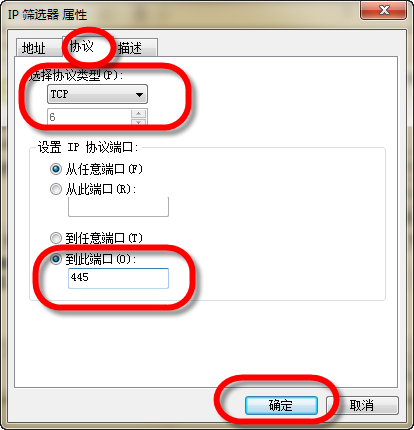 IP 筛选器 属性
地址 协议 描述
选择协议类型(P):
TCP
6
设置 IP 协议端口:
从任意端口(F)
从此端口(R):
到任意端口(T)
到此端口(O):
445
确定 取消